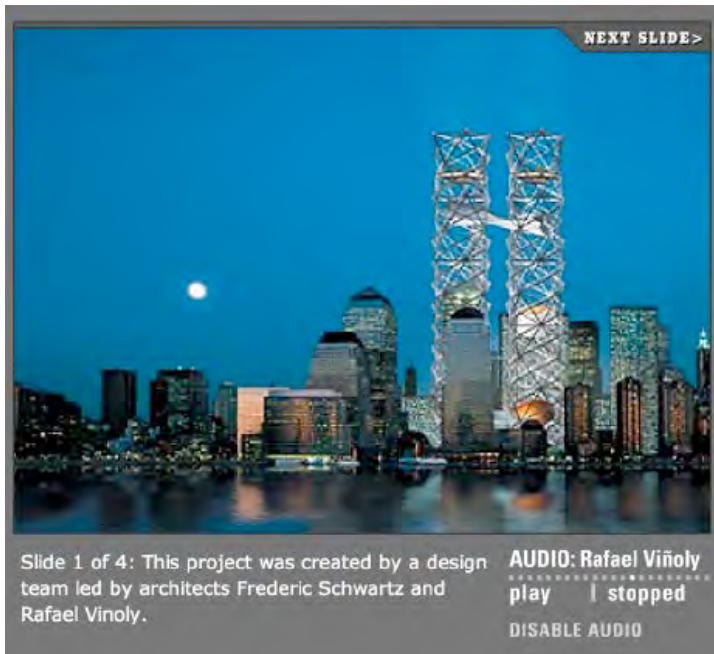 NEXT SLIDE>
Slide 1 of 4: This project was created by a design
team led by architects Frederic Schwartz and
Rafael Vinoly.
AUDIO: Rafael Viñoly
play | stopped
DISABLE AUDIO